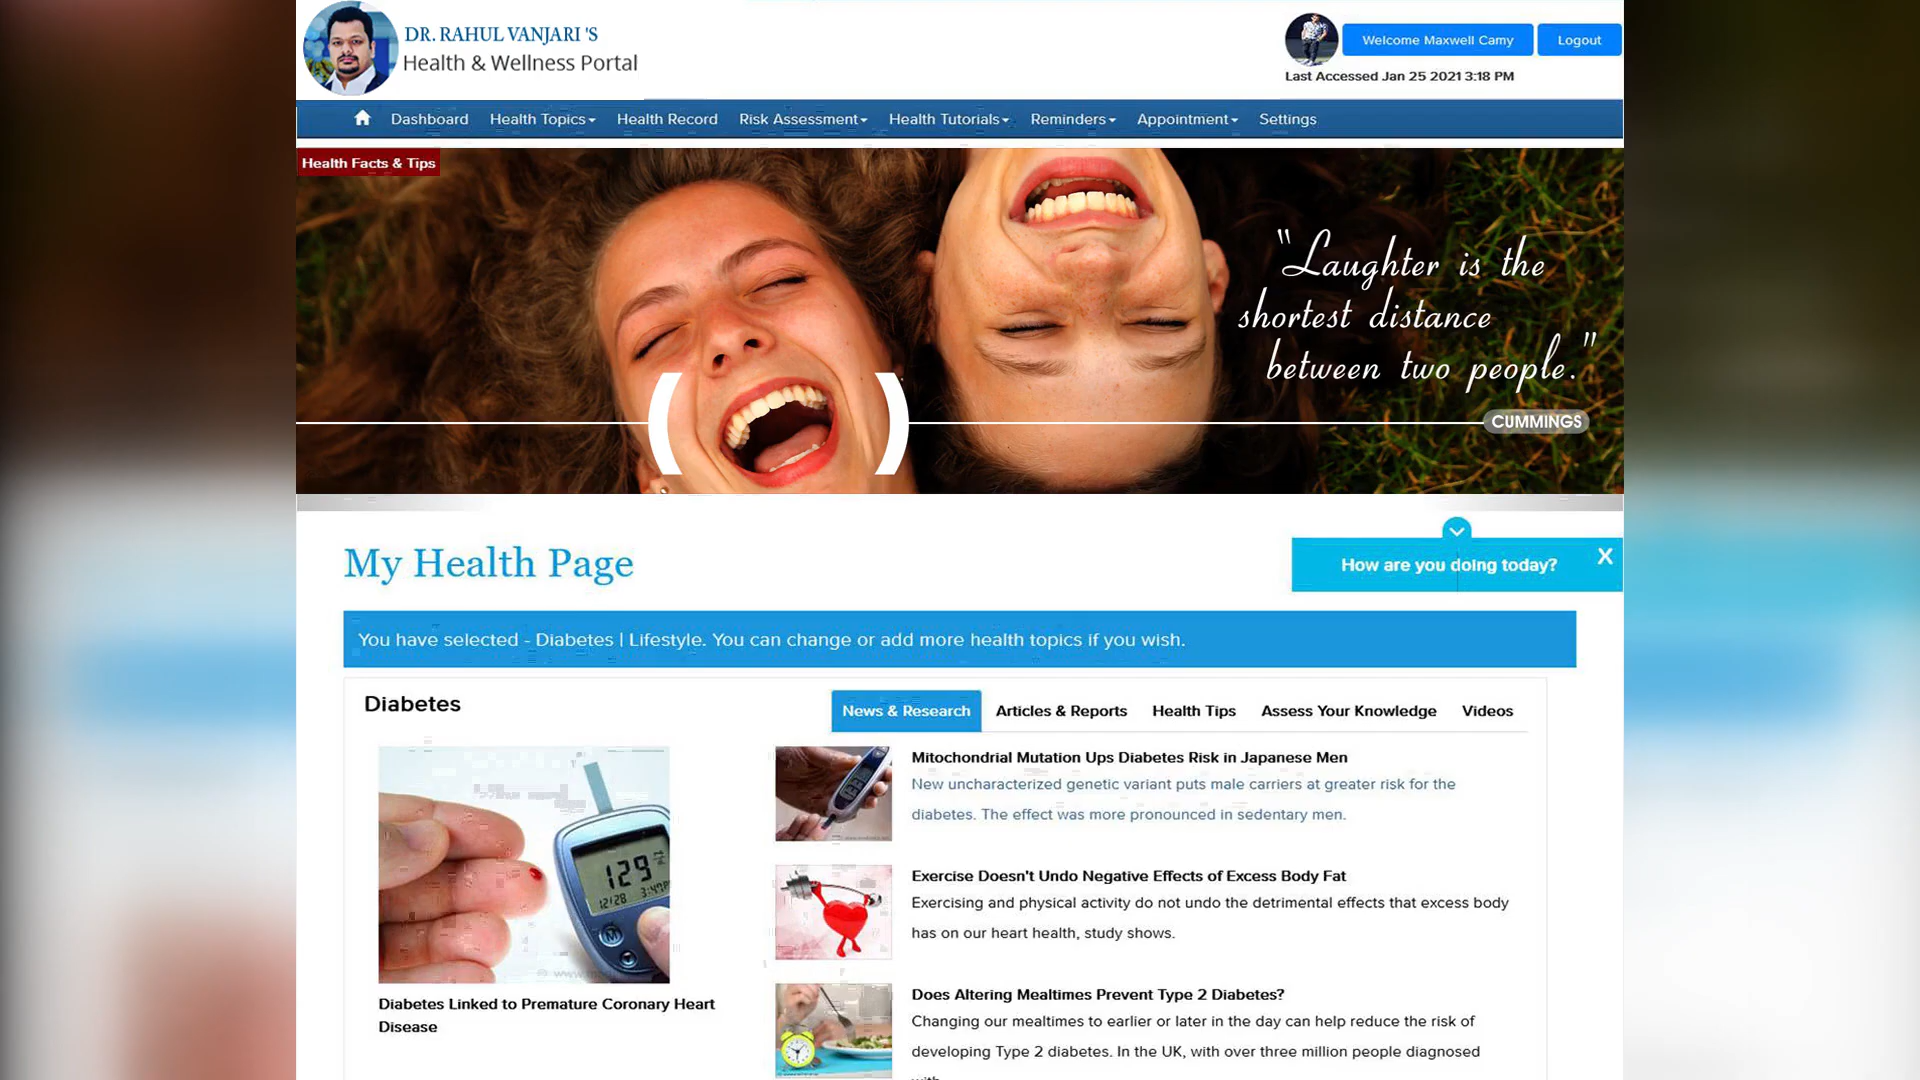 DR. RAHUL VANJARI 'S
Health & Wellness Portal
Welcome Maxwell Camy
Logout
Last Accessed Jan 25 2021 3:18 PM
Dashboard Health Topics Health Record Risk Assessment Health Tutorials Reminders Appointment Settings
Health Facts & Tips
"Laughter is the
shortest distance
between two people."
CUMMINGS
My Health Page
How are you doing today?
X
You have selected - Diabetes | Lifestyle. You can change or add more health topics if you wish.
Diabetes
News & Research Articles & Reports Health Tips Assess Your Knowledge Videos
129
12/28 3:47
M
Diabetes Linked to Premature Coronary Heart
Disease
Mitochondrial Mutation Ups Diabetes Risk in Japanese Men
New uncharacterized genetic variant puts male carriers at greater risk for the
diabetes. The effect was more pronounced in sedentary men.
Exercise Doesn't Undo Negative Effects of Excess Body Fat
Exercising and physical activity do not undo the detrimental effects that excess body
has on our heart health, study shows.
Does Altering Mealtimes Prevent Type 2 Diabetes?
Changing our mealtimes to earlier or later in the day can help reduce the risk of
developing Type 2 diabetes. In the UK, with over three million people diagnosed